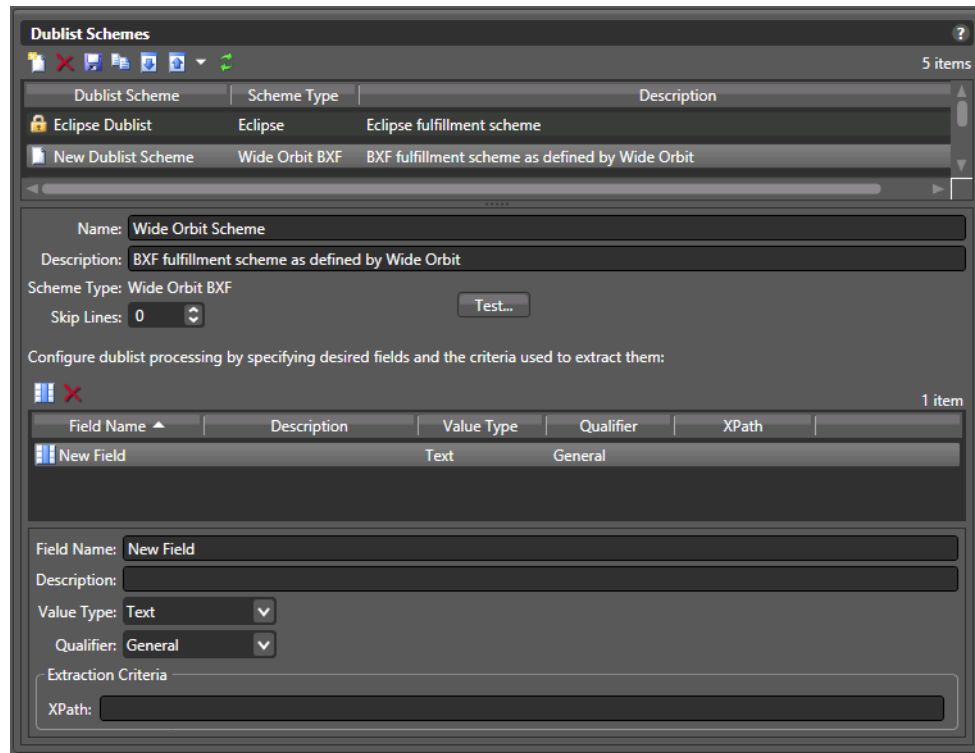 Dublist Schemes ?
5 items
Dublist Scheme Scheme Type Description
Eclipse Dublist Eclipse Eclipse fulfillment scheme
New Dublist Scheme Wide Orbit BXF BXF fulfillment scheme as defined by Wide Orbit
Name: Wide Orbit Scheme
Description: BXF fulfillment scheme as defined by Wide Orbit
Scheme Type: Wide Orbit BXF
Skip Lines: 0 Test...
Configure dublist processing by specifying desired fields and the criteria used to extract them:
1 item
Field Name Description Value Type Qualifier XPath
New Field Text General
Field Name: New Field
Description:
Value Type: Text
Qualifier: General
Extraction Criteria
XPath: